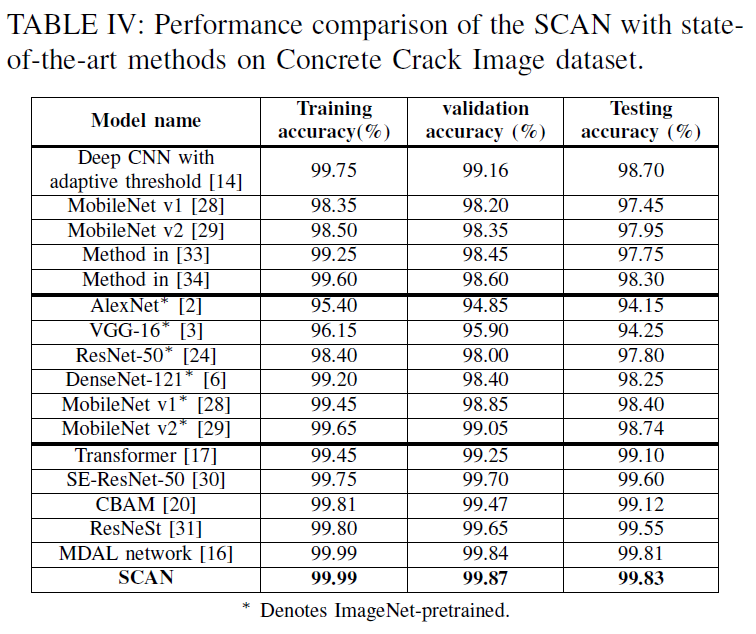 TABLE IV: Performance comparison of the SCAN with state-
of-the-art methods on Concrete Crack Image dataset.
Model name | Training accuracy(%) | validation accuracy (%) | Testing accuracy (%)
Deep CNN with adaptive threshold [14] | 99.75 | 99.16 | 98.70
MobileNet v1 [28] | 98.35 | 98.20 | 97.45
MobileNet v2 [29] | 98.50 | 98.35 | 97.95
Method in [33] | 99.25 | 98.45 | 97.75
Method in [34] | 99.60 | 98.60 | 98.30
AlexNet* [2] | 95.40 | 94.85 | 94.15
VGG-16* [3] | 96.15 | 95.90 | 94.25
ResNet-50* [24] | 98.40 | 98.00 | 97.80
DenseNet-121* [6] | 99.20 | 98.40 | 98.25
MobileNet v1* [28] | 99.45 | 98.85 | 98.40
MobileNet v2* [29] | 99.65 | 99.05 | 98.74
Transformer [17] | 99.45 | 99.25 | 99.10
SE-ResNet-50 [30] | 99.75 | 99.70 | 99.60
CBAM [20] | 99.81 | 99.47 | 99.12
ResNeSt [31] | 99.80 | 99.65 | 99.55
MDAL network [16] | 99.99 | 99.84 | 99.81
SCAN | 99.99 | 99.87 | 99.83
* Denotes ImageNet-pretrained.